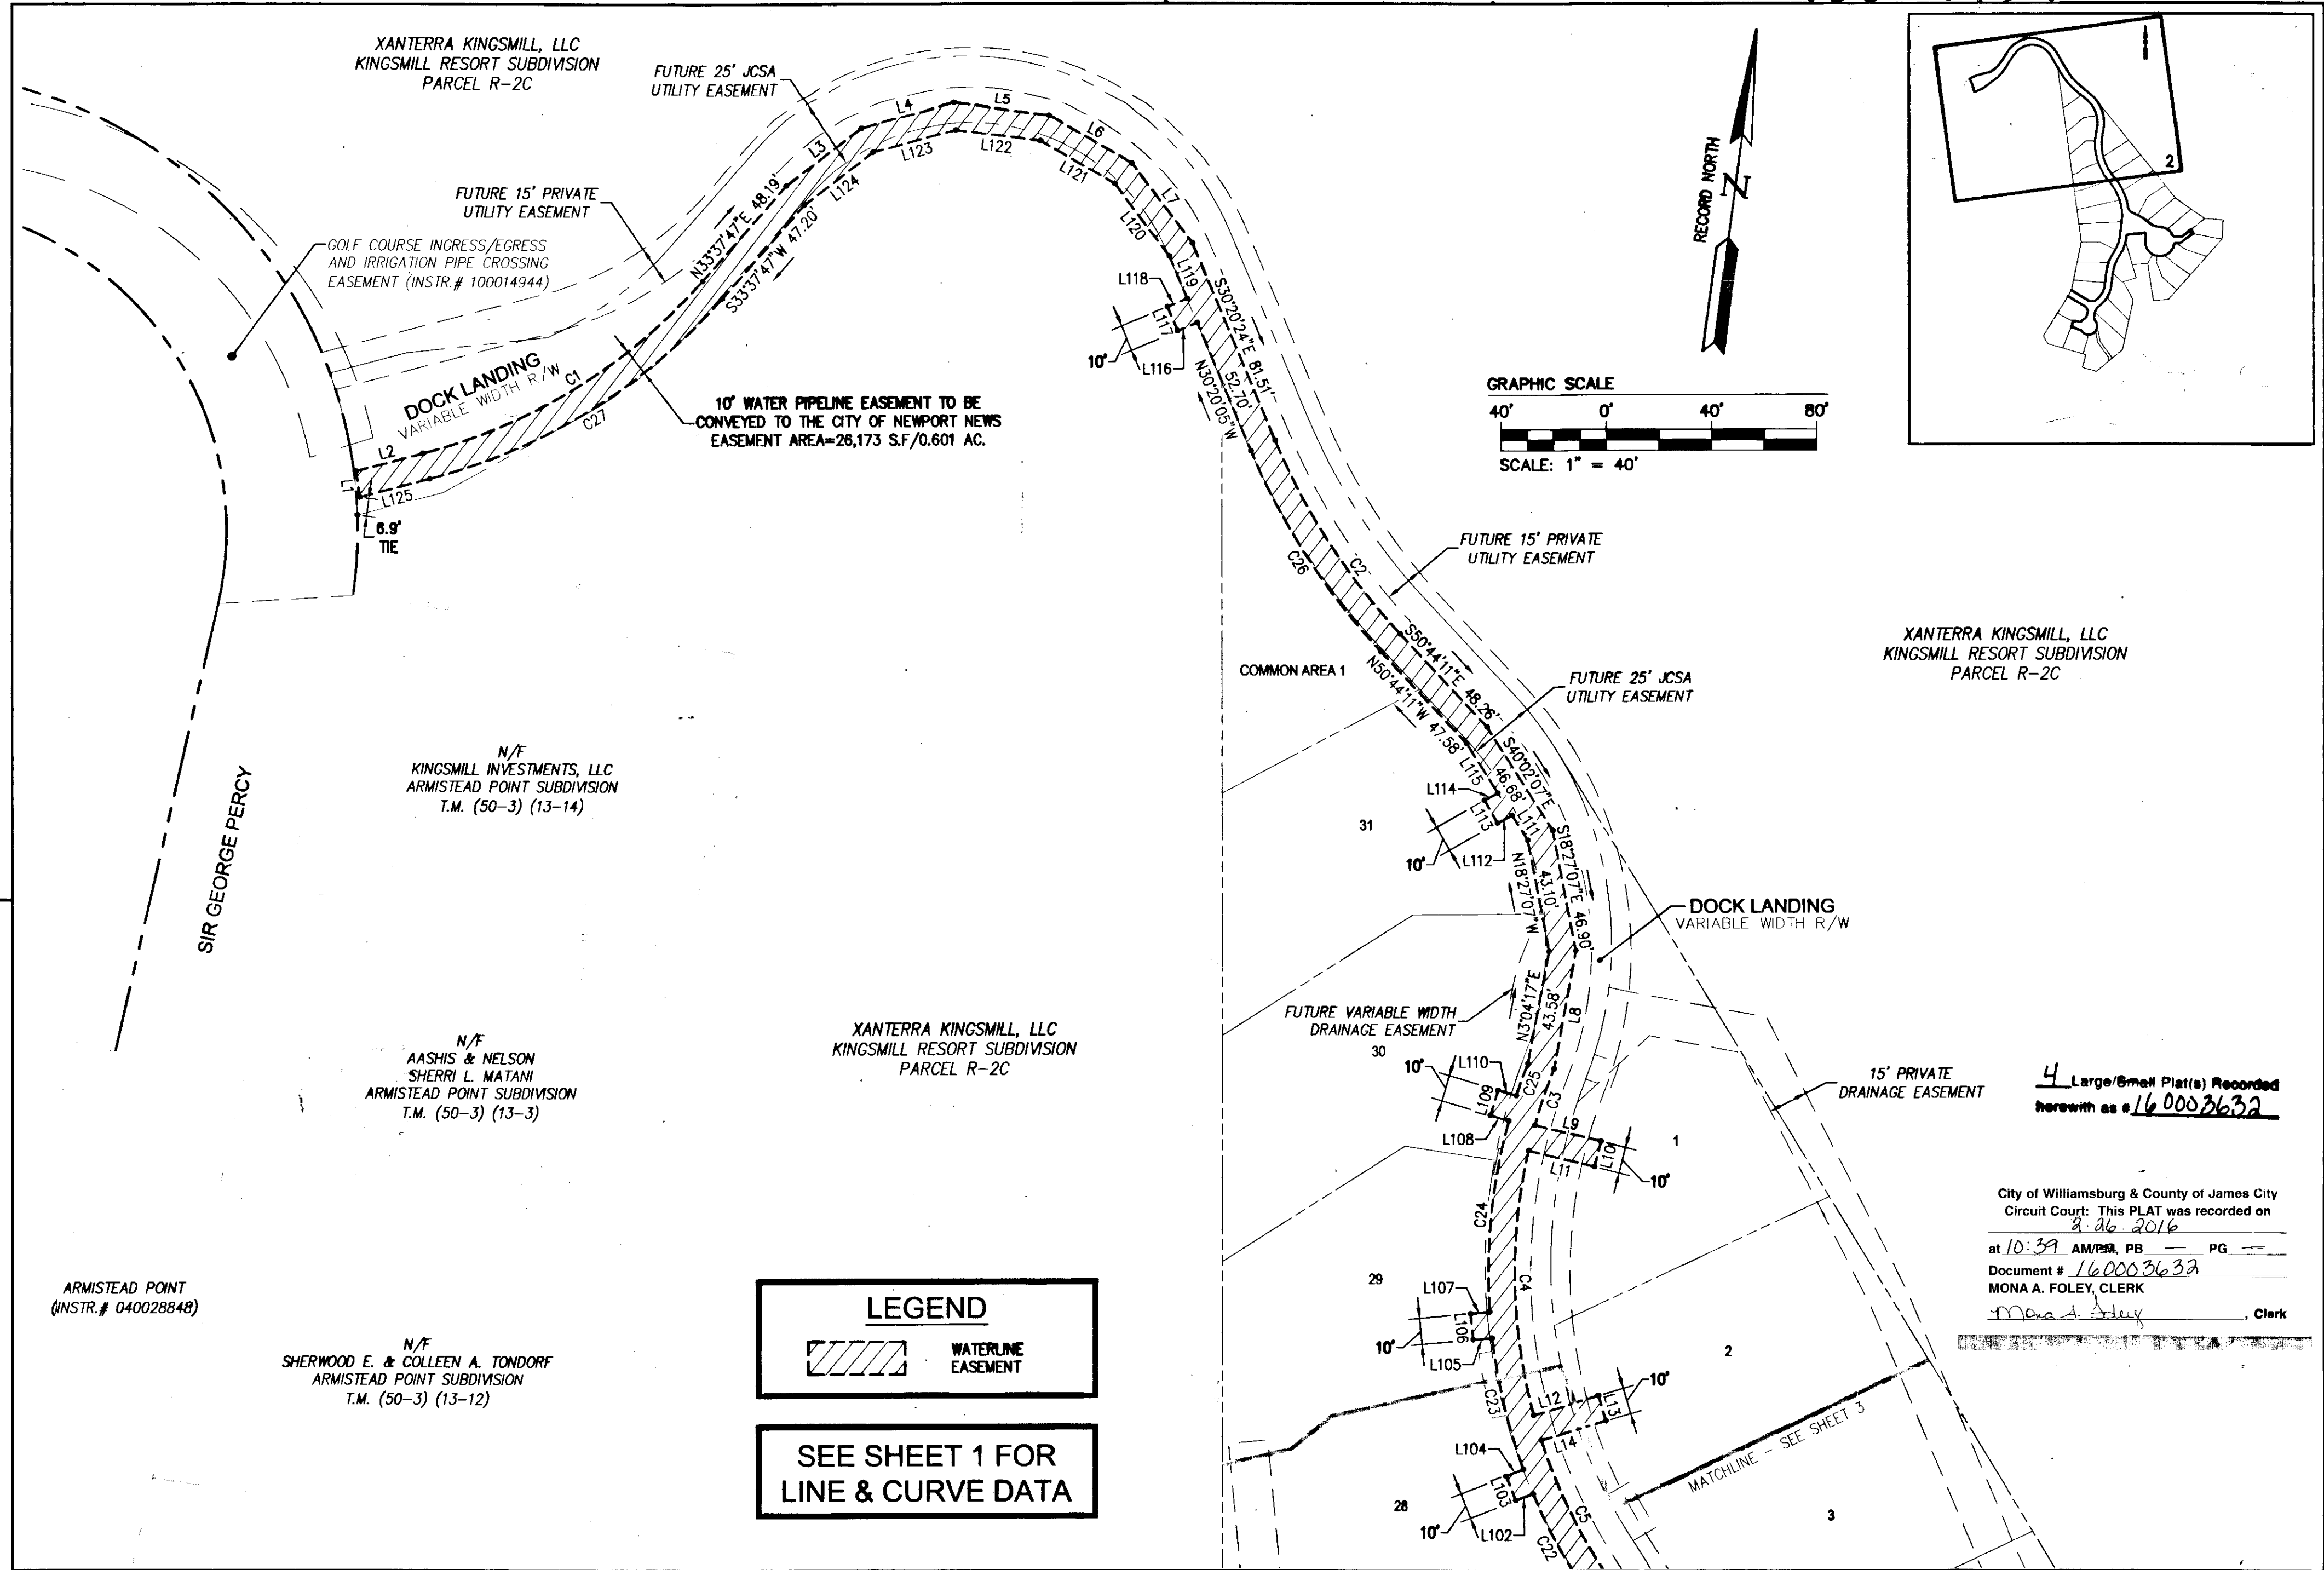 XANTERRA KINGSMILL, LLC
KINGSMILL RESORT SUBDIVISION
PARCEL R-2C
FUTURE 25' JCSA
UTILITY EASEMENT
FUTURE 15' PRIVATE
UTILITY EASEMENT
GOLF COURSE INGRESS/EGRESS
AND IRRIGATION PIPE CROSSING
EASEMENT (INSTR.# 100014944)
DOCK LANDING
VARIABLE WIDTH R/W
L1
L2
C1
N33°37'47"E 48.19'
L3
L4
L5
L6
L7
L125
C27
S33°37'47"W 47.20'
L124
L123
L122
L121
L120
L119
L118
L117
L116
10'
6.9'
TIE
10' WATER PIPELINE EASEMENT TO BE
CONVEYED TO THE CITY OF NEWPORT NEWS
EASEMENT AREA=26,173 S.F/0.601 AC.
S30°20'24"E 81.51'
N30°20'05"W
52.70'
RECORD NORTH
N
GRAPHIC SCALE
40' 0' 40' 80'
SCALE: 1" = 40'
2
C26
C2
FUTURE 15' PRIVATE
UTILITY EASEMENT
S50°44'11"E 48.26'
N50°44'11"W 47.58'
COMMON AREA 1
FUTURE 25' JCSA
UTILITY EASEMENT
XANTERRA KINGSMILL, LLC
KINGSMILL RESORT SUBDIVISION
PARCEL R-2C
S40°02'07"E
46.68'
L115
L114
L113
L112
L111
10'
31
S18°27'07"E 46.90'
N18°27'07"W
43.10'
DOCK LANDING
VARIABLE WIDTH R/W
N/F
KINGSMILL INVESTMENTS, LLC
ARMISTEAD POINT SUBDIVISION
T.M. (50-3) (13-14)
SIR GEORGE PERCY
N/F
AASHIS & NELSON
SHERRI L. MATANI
ARMISTEAD POINT SUBDIVISION
T.M. (50-3) (13-3)
XANTERRA KINGSMILL, LLC
KINGSMILL RESORT SUBDIVISION
PARCEL R-2C
FUTURE VARIABLE WIDTH
DRAINAGE EASEMENT
N3°04'17"E
43.58'
L8
30
10'
L110
L109
L108
C25
C3
L9
L10
L11
10'
1
15' PRIVATE
DRAINAGE EASEMENT
4 Large/Small Plat(s) Recorded
herewith as # 160003632
City of Williamsburg & County of James City
Circuit Court: This PLAT was recorded on
2·26·2016
at 10:39 AM/PM, PB — PG —
Document # 160003632
MONA A. FOLEY, CLERK
Mona A. Foley, Clerk
ARMISTEAD POINT
(INSTR.# 040028848)
N/F
SHERWOOD E. & COLLEEN A. TONDORF
ARMISTEAD POINT SUBDIVISION
T.M. (50-3) (13-12)
LEGEND
WATERLINE
EASEMENT
SEE SHEET 1 FOR
LINE & CURVE DATA
C24
C4
29
L107
L106
10'
L105
C23
2
L12
L13
10'
L14
L104
L103
28
10'
L102
C22
C5
MATCHLINE - SEE SHEET 3
3